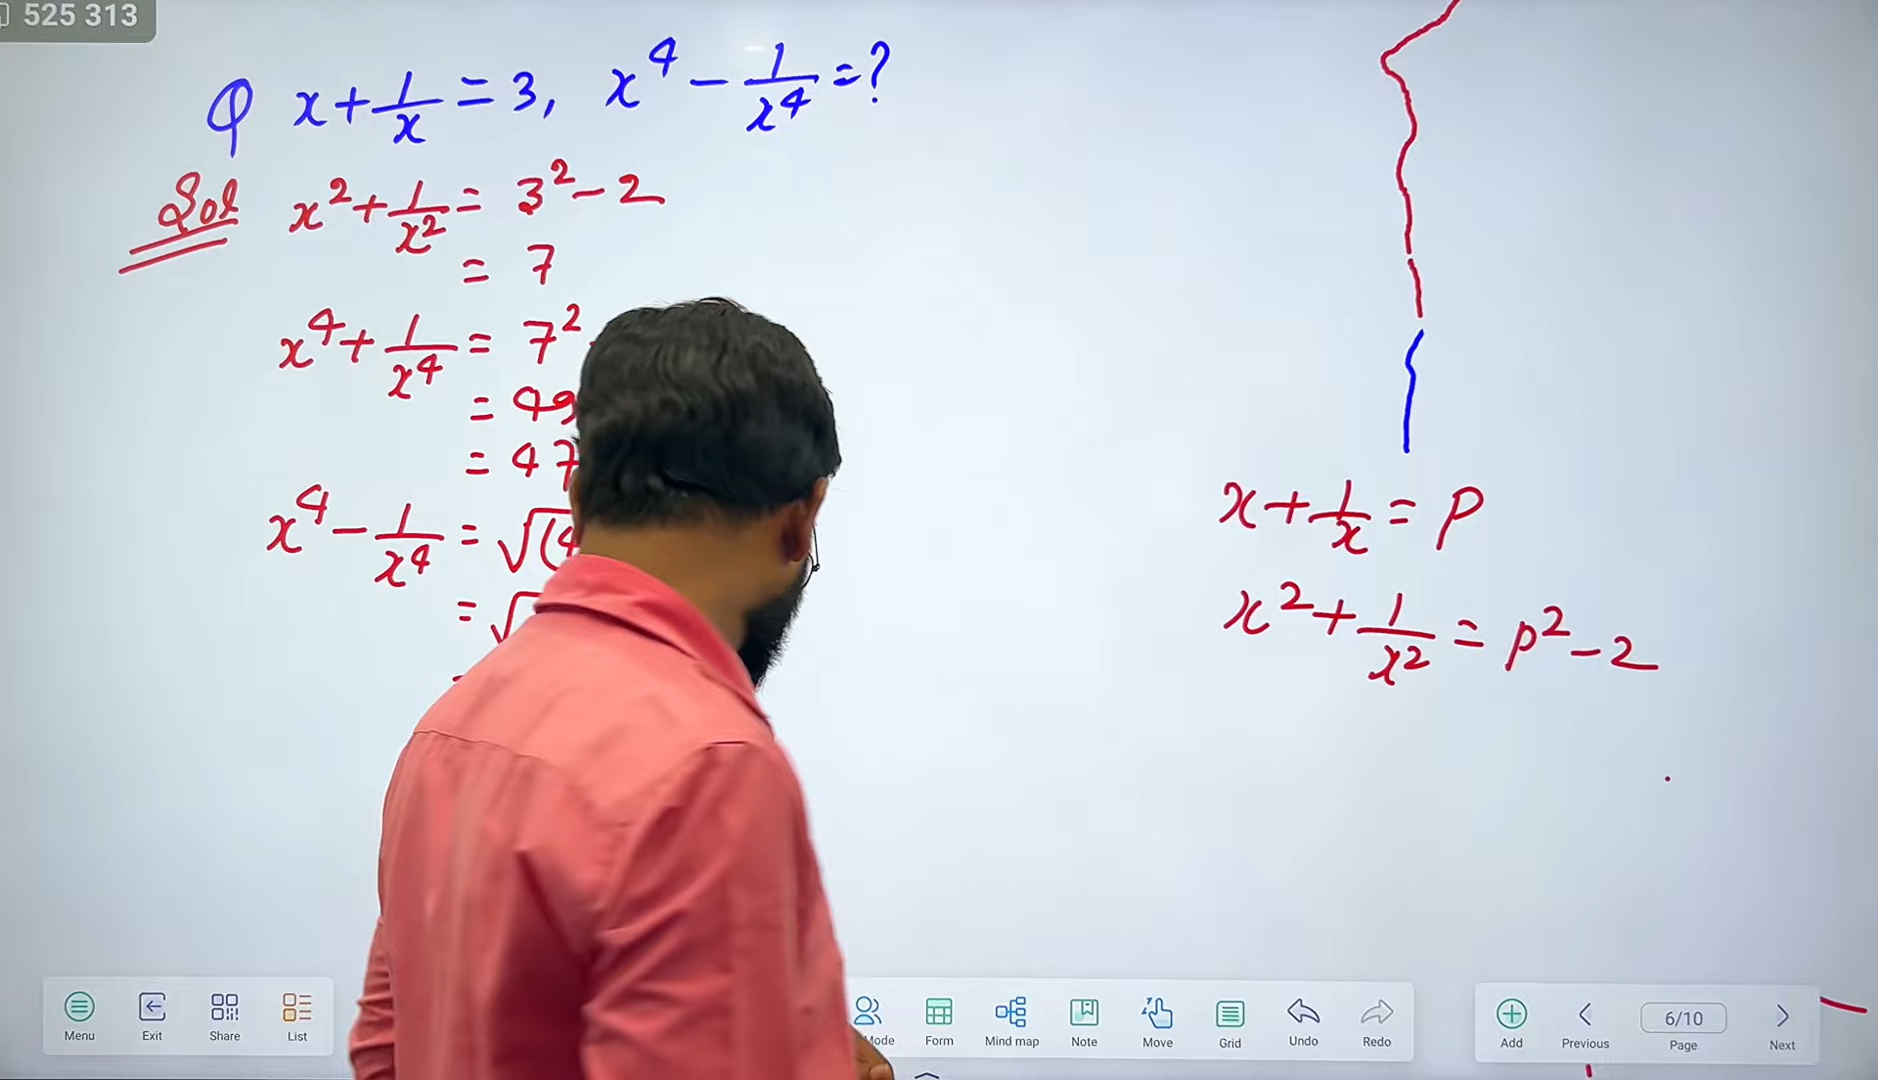 525 313
Q x + 1/x = 3, x⁴ - 1/x⁴ = ?
Sol x² + 1/x² = 3² - 2
= 7
x⁴ + 1/x⁴ = 7²
= 49
= 47
x⁴ - 1/x⁴ = √(4
= √
x + 1/x = p
x² + 1/x² = p² - 2
Menu Exit Share List Mode Form Mind map Note Move Grid Undo Redo Add Previous 6/10 Page Next